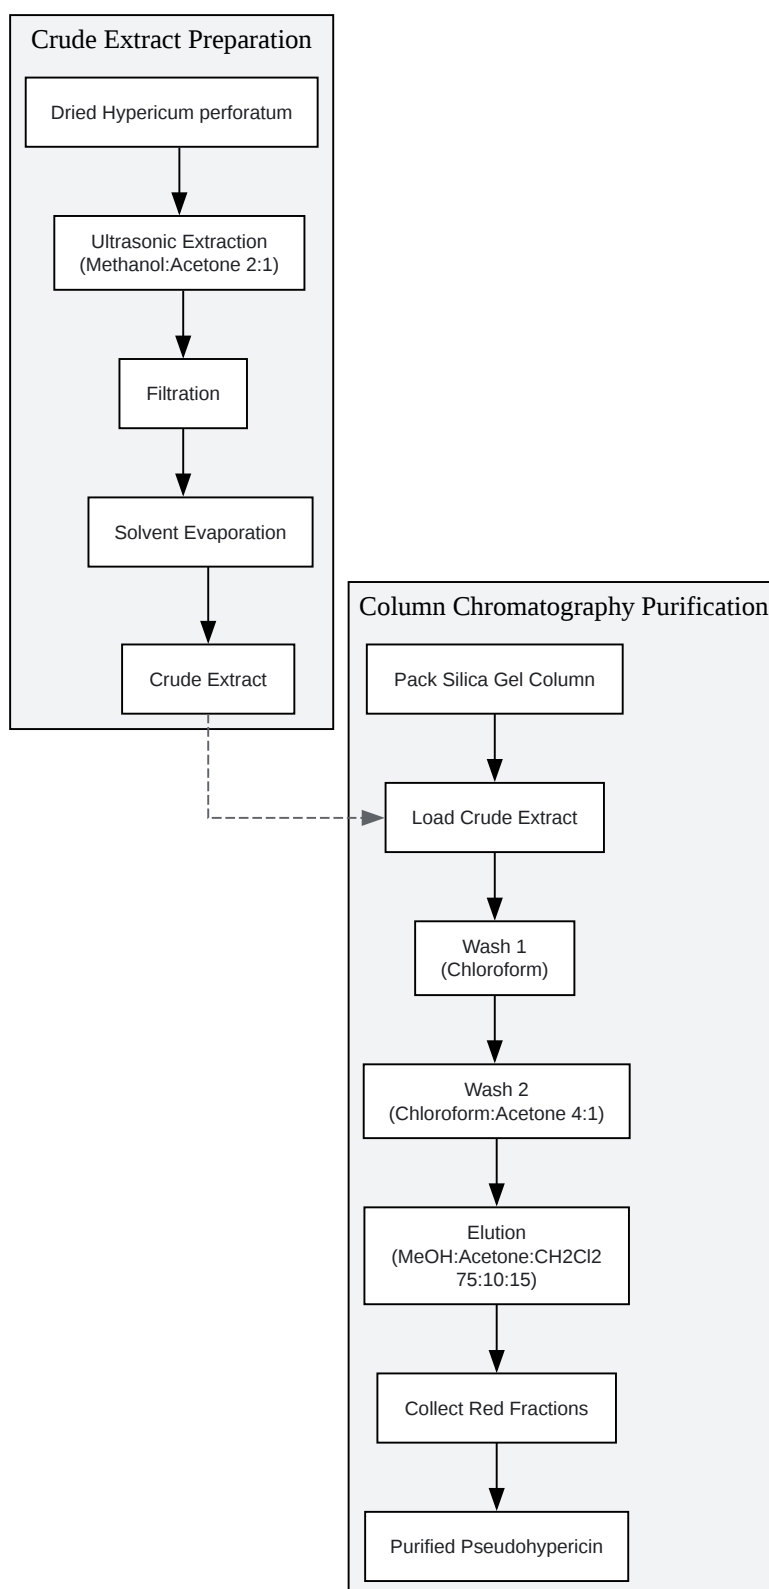 Crude Extract Preparation
Dried Hypericum perforatum
Ultrasonic Extraction
(Methanol:Acetone 2:1)
Filtration
Solvent Evaporation
Crude Extract
Column Chromatography Purification
Pack Silica Gel Column
Load Crude Extract
Wash 1
(Chloroform)
Wash 2
(Chloroform:Acetone 4:1)
Elution
(MeOH:Acetone:CH2Cl2
75:10:15)
Collect Red Fractions
Purified Pseudohypericin